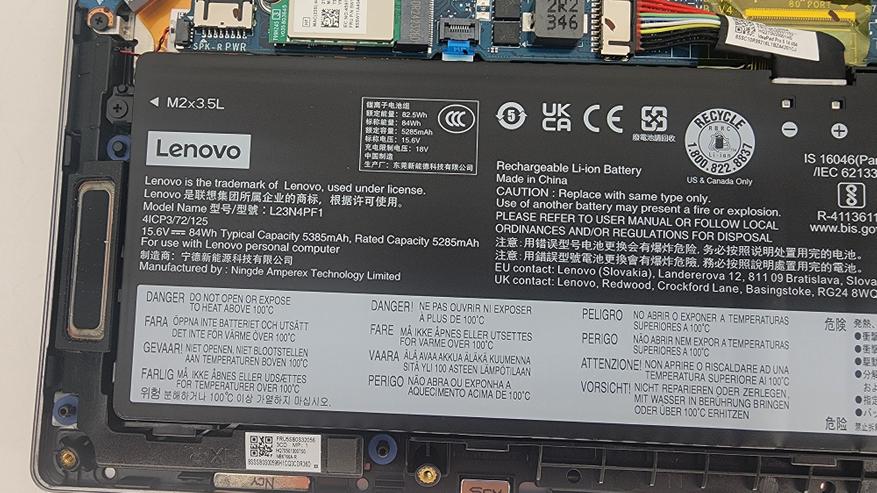 SPK-R PWR
2R2
346
◄ M2x3.5L
Lenovo
锂离子电池组
额定能量: 82.5Wh
标称能量: 84Wh
额定容量: 5285mAh
标称电压: 15.6V
充电限制电压: 18V
中国制造
生产厂: 东莞新能德科技有限公司
CCC
5
UK
CA
CE
廢電池請回收
RECYCLE
RBRC
Li-ion
1.800.822.8837
US & Canada Only
Lenovo is the trademark of Lenovo, used under license.
Lenovo 是联想集团所属企业的商标，根据许可使用。
Model Name 型号/型號: L23N4PF1
4ICP3/72/125
15.6V⎓ 84Wh Typical Capacity 5385mAh, Rated Capacity 5285mAh
For use with Lenovo personal computer
制造商: 宁德新能源科技有限公司
Manufactured by : Ningde Amperex Technology Limited
Rechargeable Li-ion Battery
Made in China
CAUTION : Replace with same type only.
Use of another battery may present a fire or explosion.
PLEASE REFER TO USER MANUAL OR FOLLOW LOCAL
ORDINANCES AND/OR REGULATIONS FOR DISPOSAL
注意: 用错误型号电池更换会有爆炸危险, 务必按照说明处置用完的电池。
注意: 用錯誤型號電池更換會有爆炸危險, 務必按照說明處置用完的電池。
EU contact: Lenovo (Slovakia), Landererova 12, 811 09 Bratislava, Slova
UK contact: Lenovo, Redwood, Crockford Lane, Basingstoke, RG24 8WQ
IS 16046(Par
/IEC 62133
R-4113611
www.bis.gov
DANGER DO NOT OPEN OR EXPOSE
TO HEAT ABOVE 100°C
FARA ÖPPNA INTE BATTERIET OCH UTSÄTT
DET INTE FÖR VÄRME ÖVER 100°C
GEVAAR! NIET OPENEN, NIET BLOOTSTELLEN
AAN TEMPERATUREN BOVEN 100°C
FARLIG MÅ IKKE ÅBNES ELLER UDSÆTTES
FOR TEMPERATURER OVER 100°C
위험 분해하거나 100°C 이상 가열하지 마십시오.
DANGER! NE PAS OUVRIR NI EXPOSER
À PLUS DE 100°C
FARE MÅ IKKE ÅPNES ELLER UTSETTES
FOR VARME OVER 100°C
VAARA ÄLÄ AVAA AKKUA ÄLÄKÄ KUUMENNA
SITÄ YLI 100 ASTEEN LÄMPÖTILAAN
PERIGO NÃO ABRA OU EXPONHA A
AQUECIMENTO ACIMA DE 100°C
PELIGRO NO ABRIR O EXPONER A TEMPERATURAS
SUPERIORES A 100°C
PERIGO NÃO ABRIR NEM EXPOR A TEMPERATURAS
SUPERIORES A 100°C
ATTENZIONE! NON APRIRE O RISCALDARE AD UNA
TEMPERATURA SUPERIORE AI 100°C
VORSICHT! NICHT REPARIEREN ODER ZERLEGEN,
MIT WASSER IN BERÜHRUNG BRINGEN
ODER ÜBER 100°C ERHITZEN
危険
危险